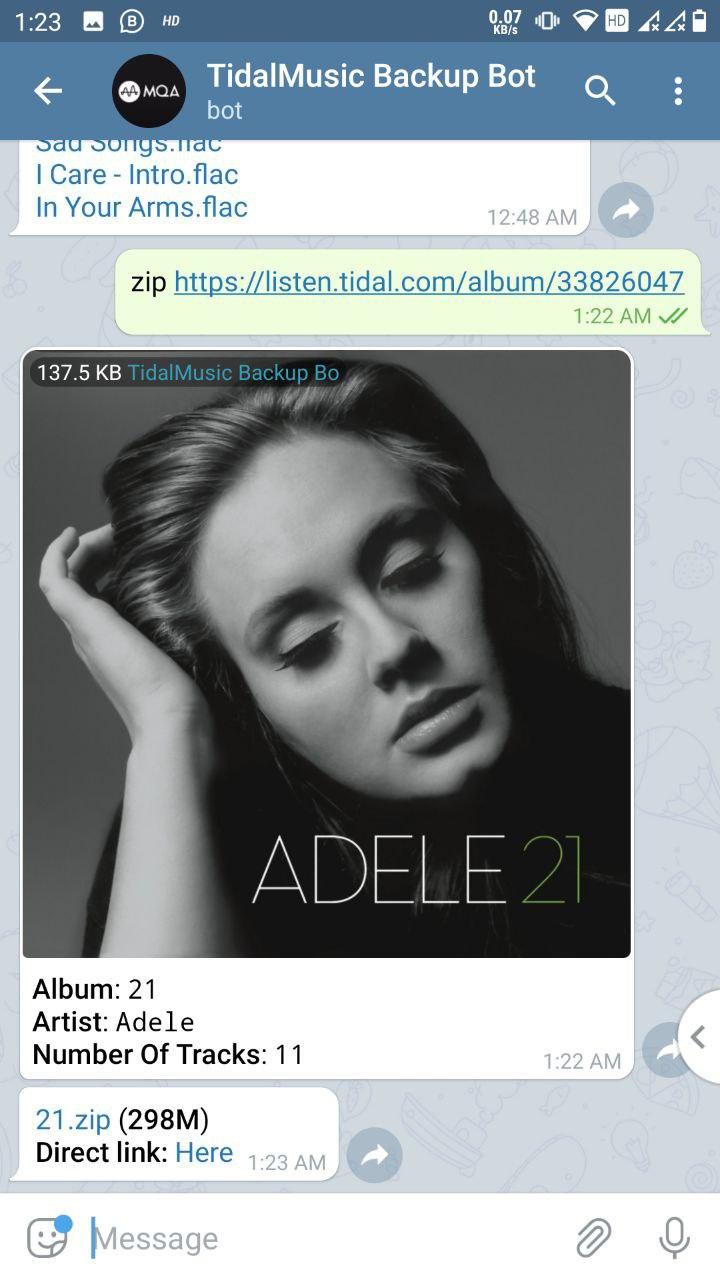 1:23 HD 0.07 KB/s HD
MQA TidalMusic Backup Bot
bot
Sad Songs.flac
I Care - Intro.flac
In Your Arms.flac
12:48 AM
zip https://listen.tidal.com/album/33826047
1:22 AM
137.5 KB TidalMusic Backup Bo
ADELE 21
Album: 21
Artist: Adele
Number Of Tracks: 11
1:22 AM
21.zip (298M)
Direct link: Here 1:23 AM
Message